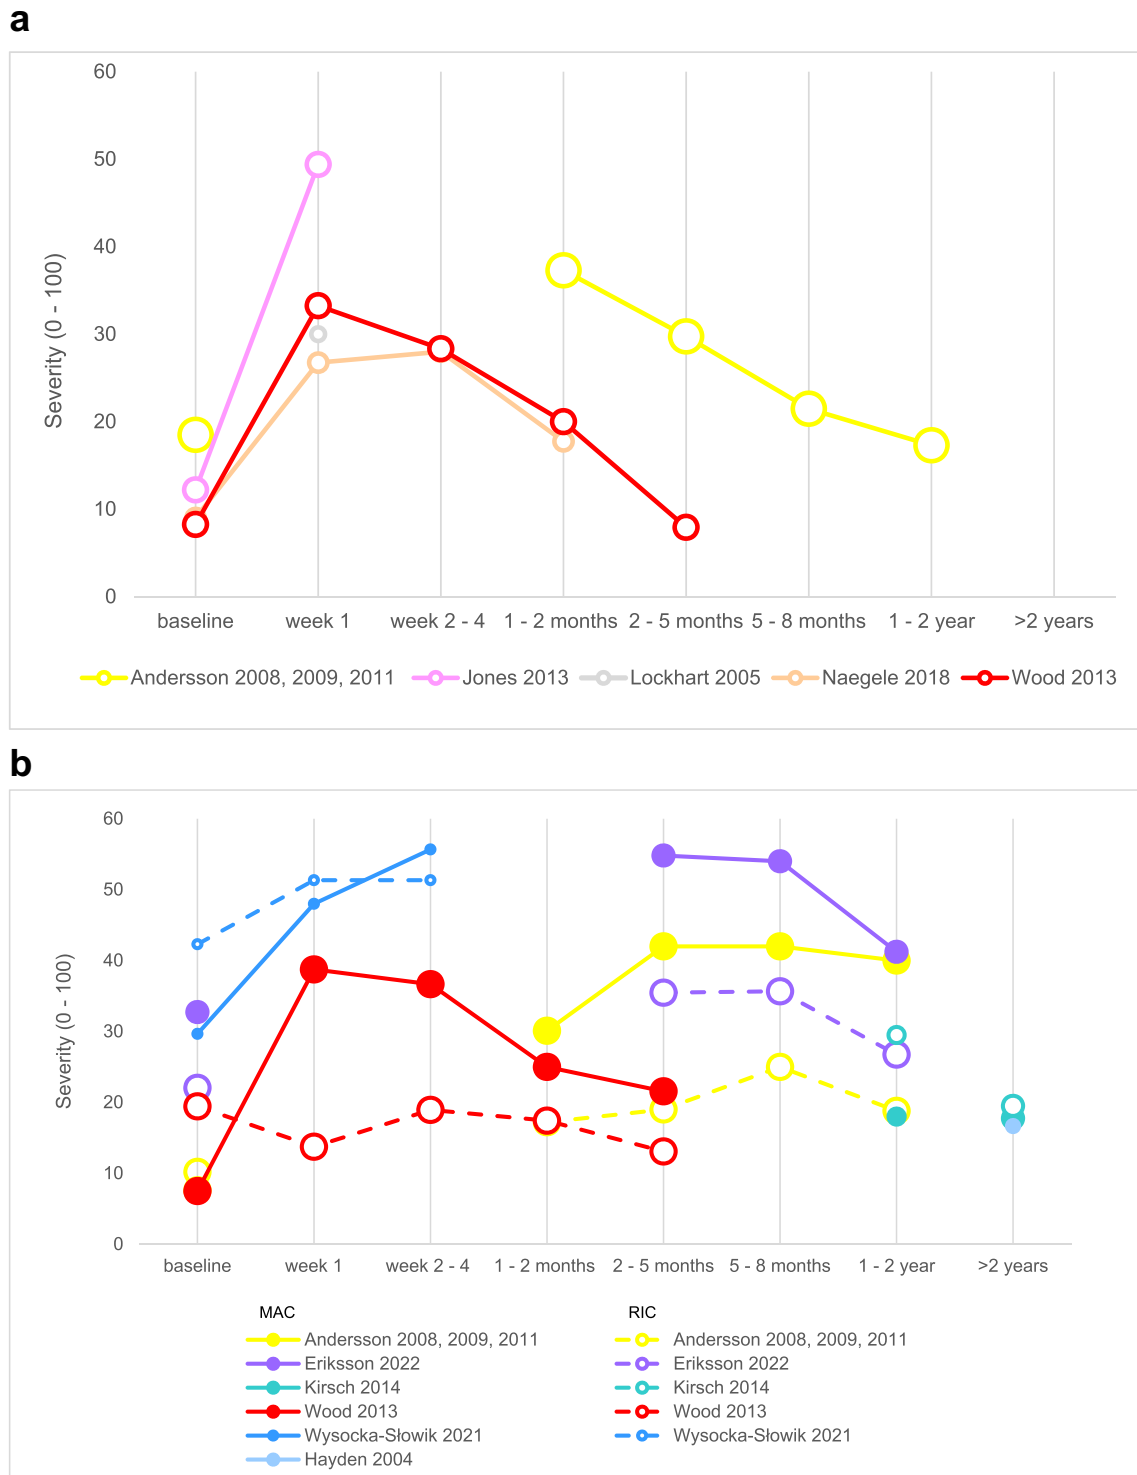 a
60
50
40
30
20
10
0
Severity (0 - 100)
baseline week 1 week 2 - 4 1 - 2 months 2 - 5 months 5 - 8 months 1 - 2 year >2 years
Andersson 2008, 2009, 2011 Jones 2013 Lockhart 2005 Naegele 2018 Wood 2013
b
60
50
40
30
20
10
0
Severity (0 - 100)
baseline week 1 week 2 - 4 1 - 2 months 2 - 5 months 5 - 8 months 1 - 2 year >2 years
MAC RIC
Andersson 2008, 2009, 2011 Andersson 2008, 2009, 2011
Eriksson 2022 Eriksson 2022
Kirsch 2014 Kirsch 2014
Wood 2013 Wood 2013
Wysocka-Słowik 2021 Wysocka-Słowik 2021
Hayden 2004